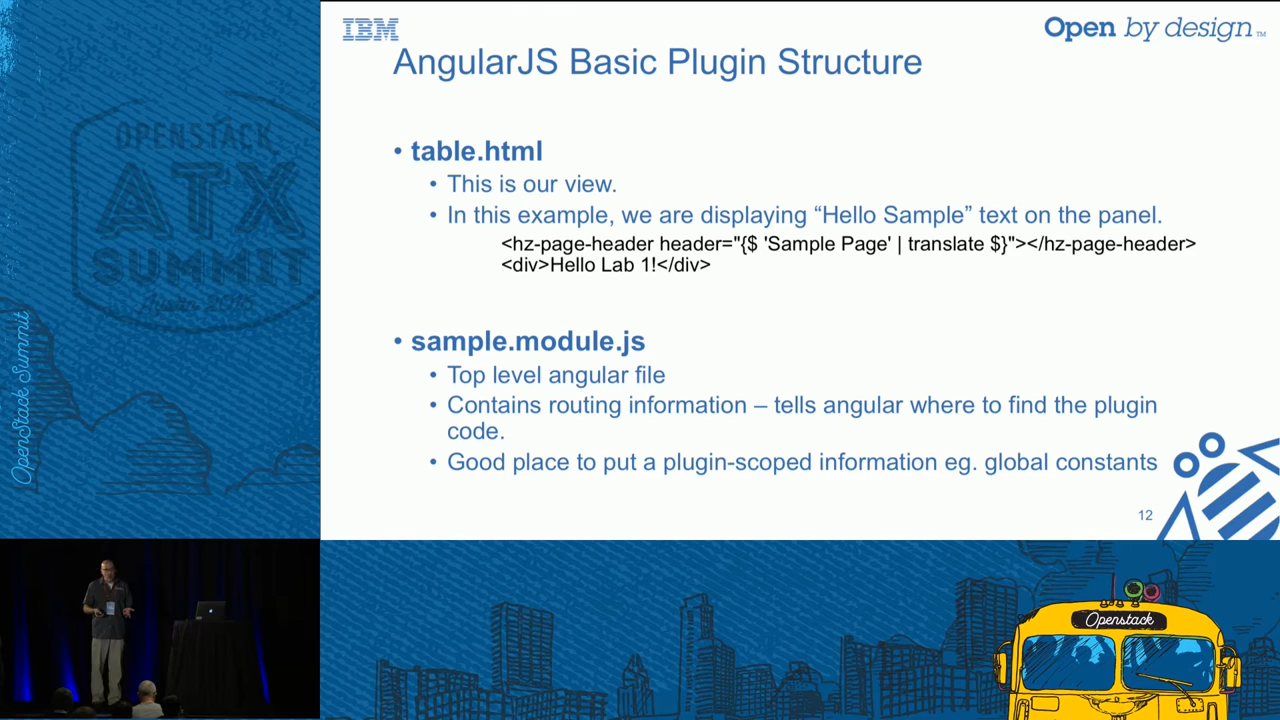 IBM
Open by design™
AngularJS Basic Plugin Structure
• table.html
• This is our view.
• In this example, we are displaying “Hello Sample” text on the panel.
<hz-page-header header="{$ 'Sample Page' | translate $}"></hz-page-header>
<div>Hello Lab 1!</div>
• sample.module.js
• Top level angular file
• Contains routing information – tells angular where to find the plugin
code.
• Good place to put a plugin-scoped information eg. global constants
12
OPENSTACK
ATX
SUMMIT
Austin 2016
OpenStack Summit
Openstack